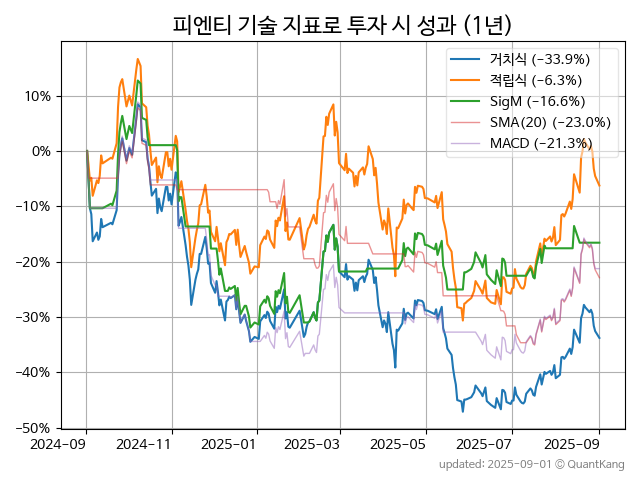 피엔티 기술 지표로 투자 시 성과 (1년)
거치식 (−33.9%)
적립식 (−6.3%)
SigM (−16.6%)
SMA(20) (−23.0%)
MACD (−21.3%)
10%
0%
−10%
−20%
−30%
−40%
−50%
2024-09 2024-11 2025-01 2025-03 2025-05 2025-07 2025-09
updated: 2025-09-01 © QuantKang